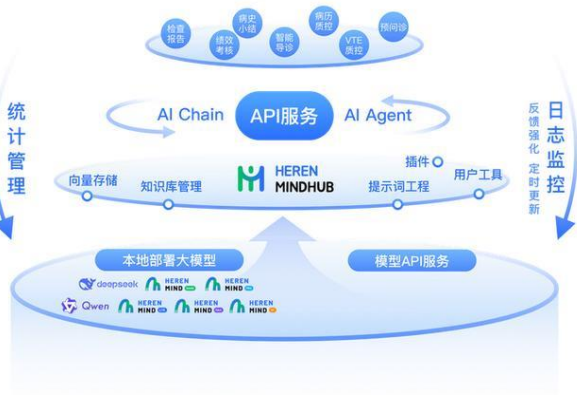 检查
报告
绩效
考核
病史
小结
智能
导诊
病历
质控
VTE
质控
预问诊
统计管理
AI Chain
API服务
AI Agent
反馈强化 定时更新
日志监控
向量存储
知识库管理
HEREN
MINDHUB
提示词工程
插件
用户工具
本地部署大模型
模型API服务
deepseek
HEREN
MIND
HEREN
MIND
Qwen
HEREN
MIND
HEREN
MIND
HEREN
MIND